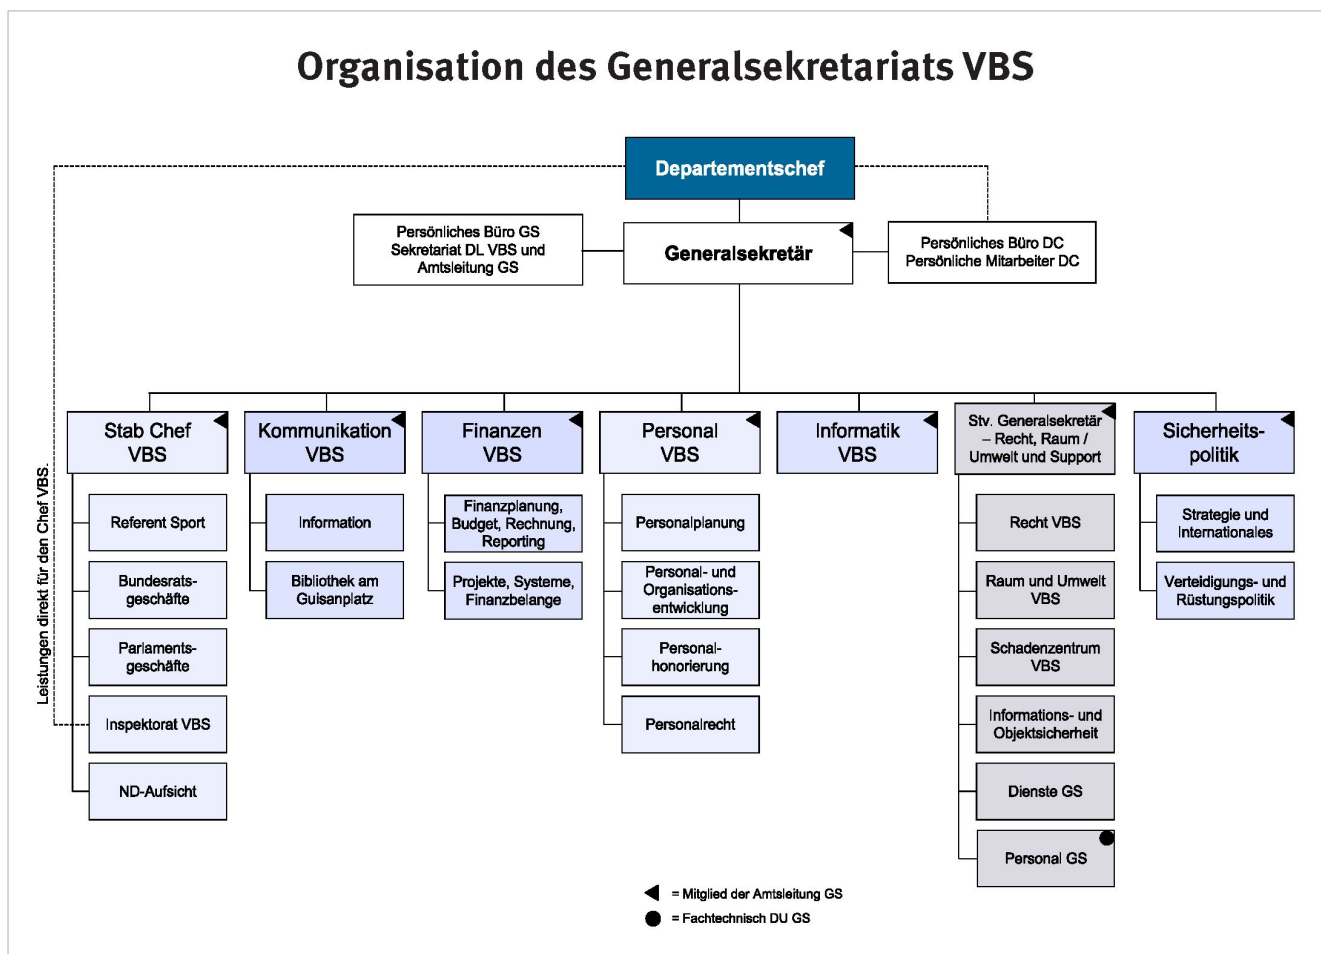 Organisation des Generalsekretariats VBS
Departementschef
Persönliches Büro GS
Sekretariat DL VBS und
Amtsleitung GS
Generalsekretär
Persönliches Büro DC
Persönliche Mitarbeiter DC
Leistungen direkt für den Chef VBS.
Stab Chef
VBS
Referent Sport
Bundesrats-
geschäfte
Parlaments-
geschäfte
Inspektorat VBS
ND-Aufsicht
Kommunikation
VBS
Information
Bibliothek am
Guisanplatz
Finanzen
VBS
Finanzplanung,
Budget, Rechnung,
Reporting
Projekte, Systeme,
Finanzbelange
Personal
VBS
Personalplanung
Personal- und
Organisations-
entwicklung
Personal-
honorierung
Personalrecht
Informatik
VBS
Stv. Generalsekretär
– Recht, Raum /
Umwelt und Support
Recht VBS
Raum und Umwelt
VBS
Schadenzentrum
VBS
Informations- und
Objektsicherheit
Dienste GS
Personal GS
Sicherheits-
politik
Strategie und
Internationales
Verteidigungs- und
Rüstungspolitik
= Mitglied der Amtsleitung GS
= Fachtechnisch DU GS